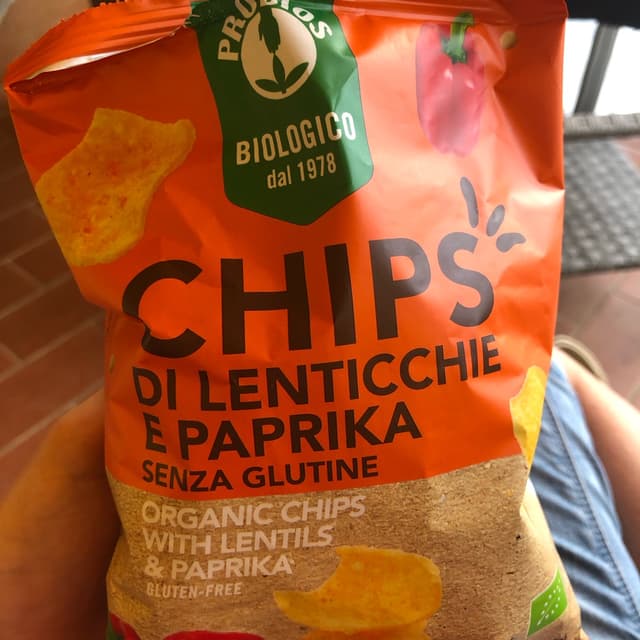 PROBIOS
BIOLOGICO
dal 1978
CHIPS
DI LENTICCHIE
E PAPRIKA
SENZA GLUTINE
ORGANIC CHIPS
WITH LENTILS
& PAPRIKA
GLUTEN-FREE